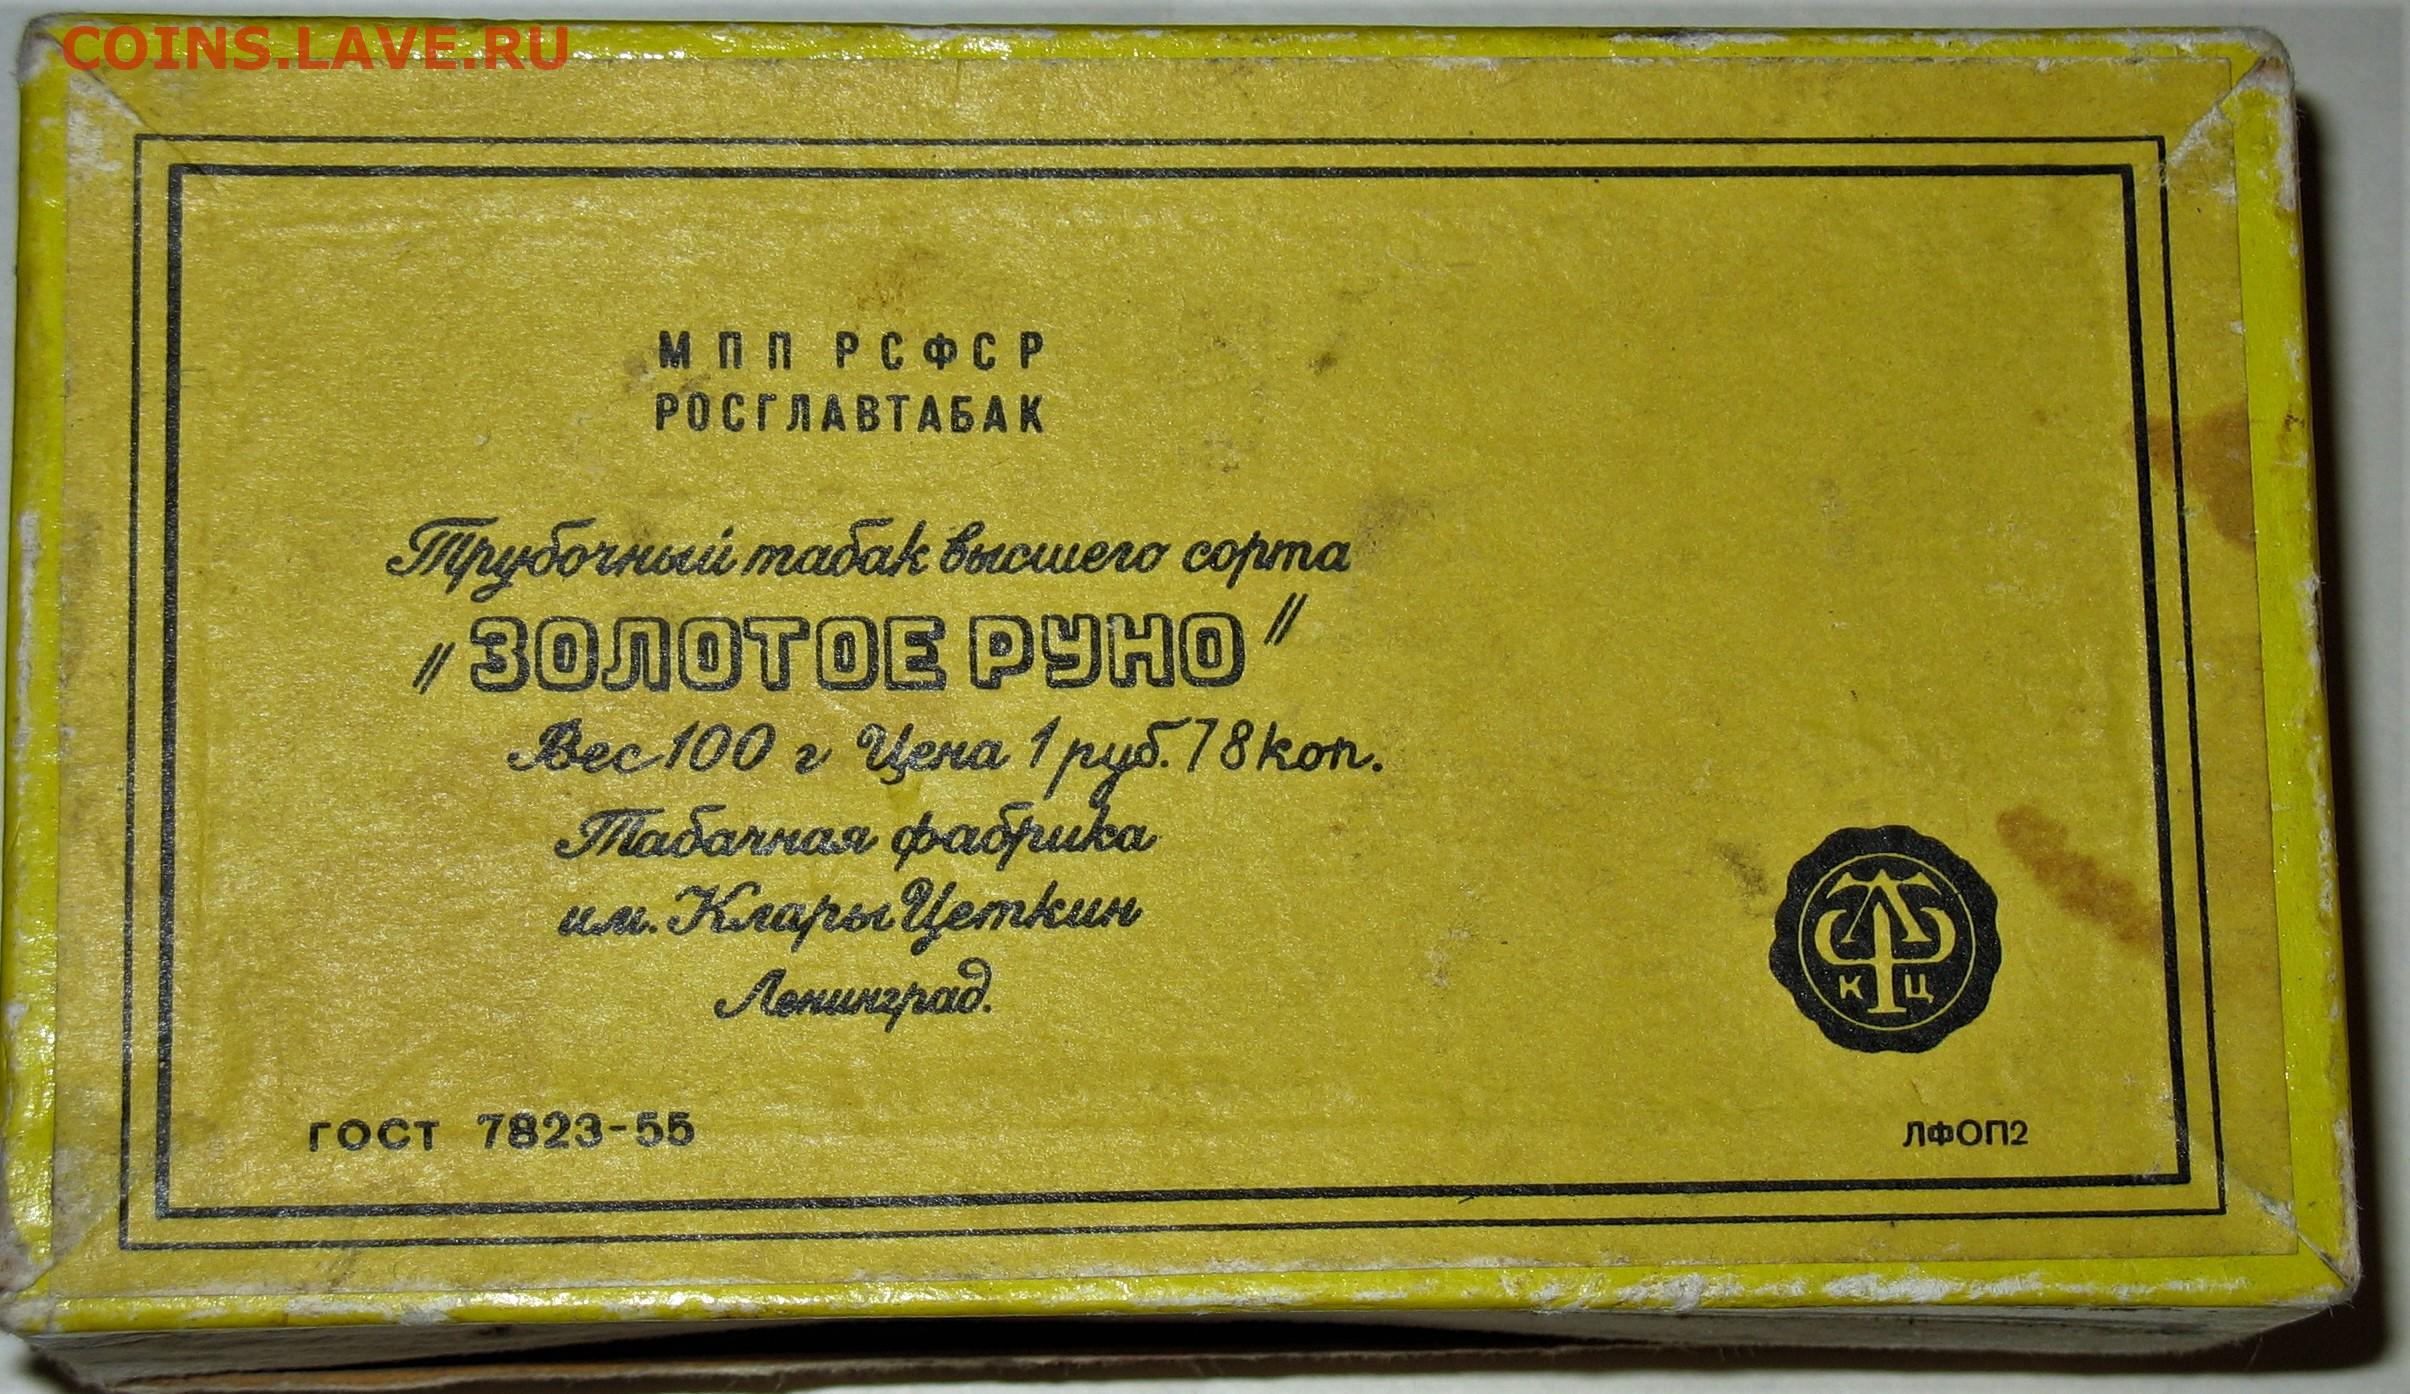 COINS.LAVE.RU
МПП РСФСР
РОСГЛАВТАБАК
Трубочный табак высшего сорта
"ЗОЛОТОЕ РУНО"
Вес 100 г Цена 1 руб. 78 коп.
Табачная фабрика
им. Клары Цеткин
Ленинград.
К Ц
ГОСТ 7823-55
ЛФОП2